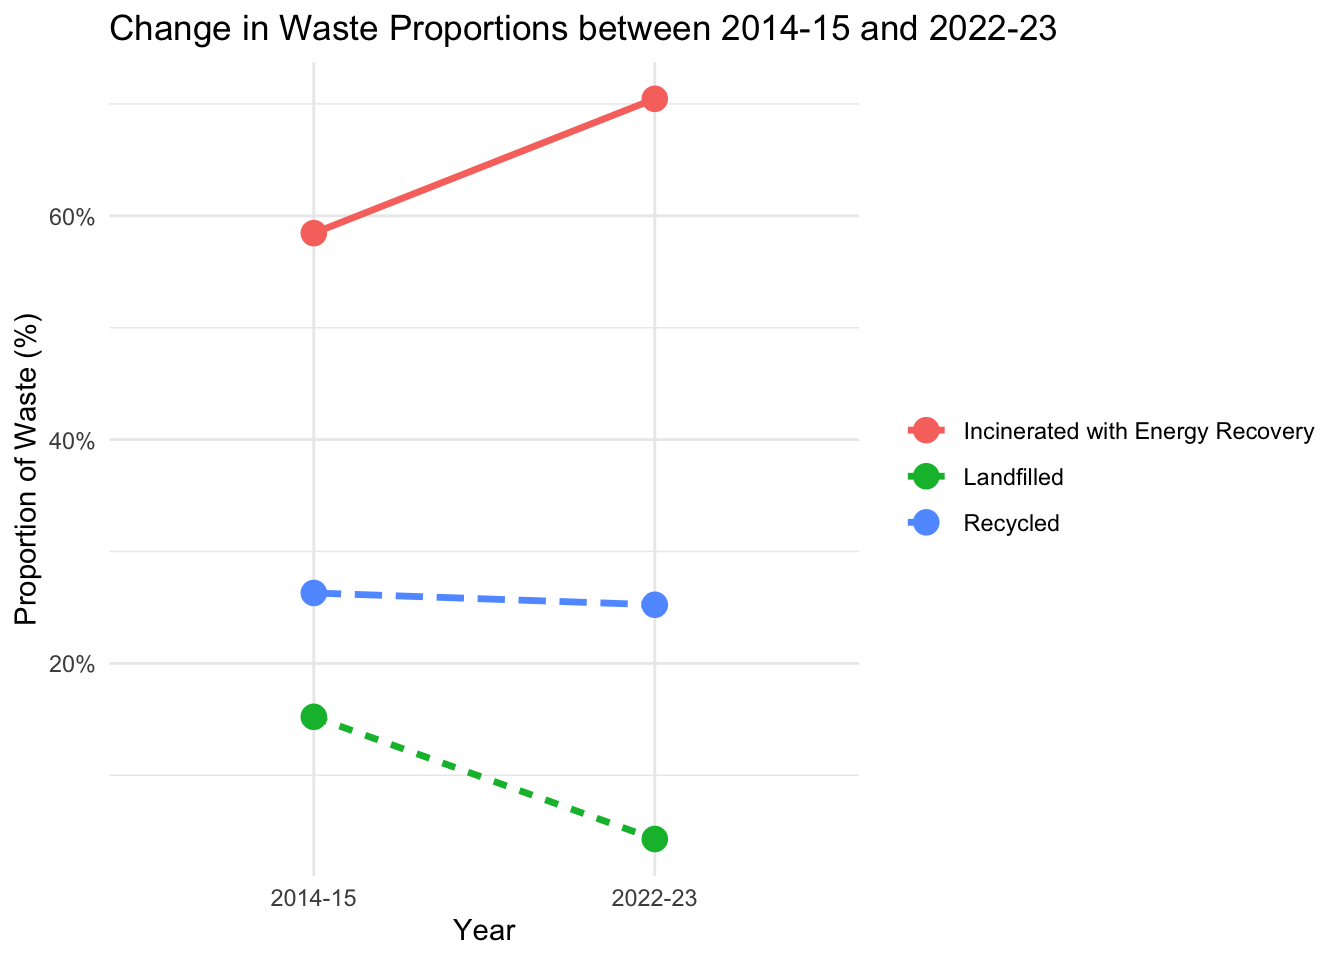 Change in Waste Proportions between 2014-15 and 2022-23
Proportion of Waste (%)
60%
40%
20%
2014-15
2022-23
Year
Incinerated with Energy Recovery
Landfilled
Recycled